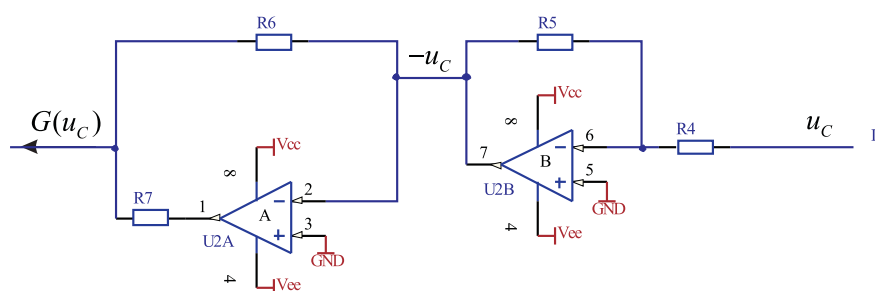 R6
R5
−u_C
Vcc
G(u_C)
u_C
I
8
Vcc
6
R4
7
B
8
5
R7
1
2
U2B
GND
A
3
U2A
4
Vee
GND
4
Vee